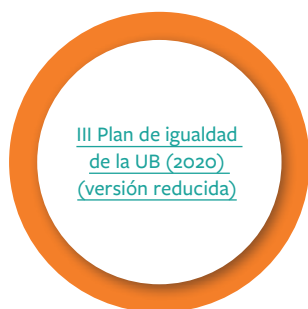 III Plan de igualdad
de la UB (2020)
(versión reducida)